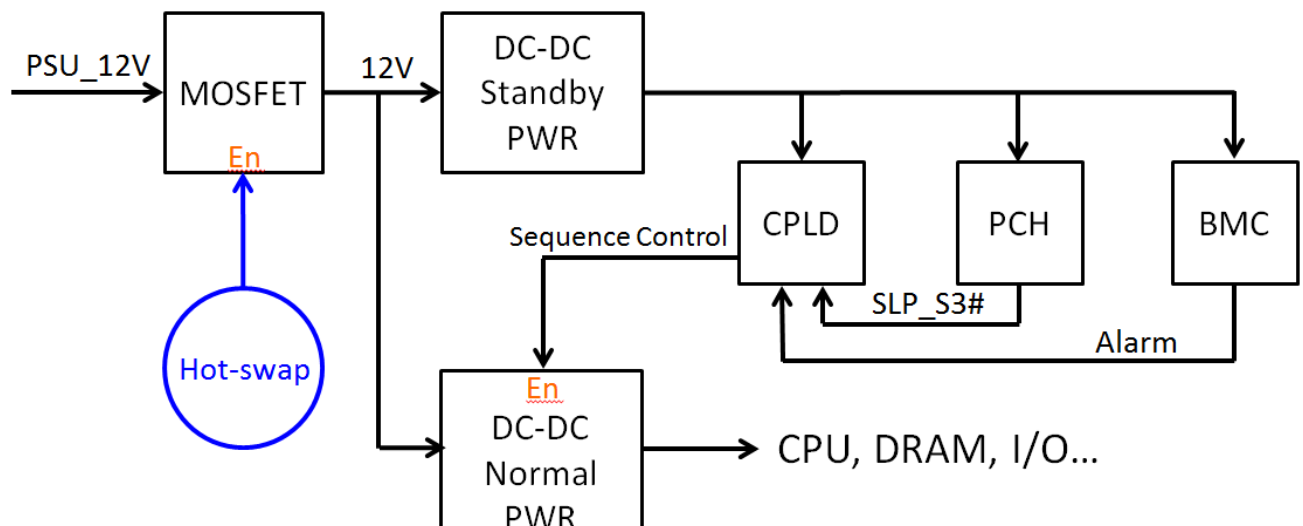 PSU_12V
MOSFET
En
12V
DC-DC
Standby
PWR
CPLD
PCH
BMC
Sequence Control
SLP_S3#
Alarm
Hot-swap
En
DC-DC
Normal
PWR
CPU, DRAM, I/O...